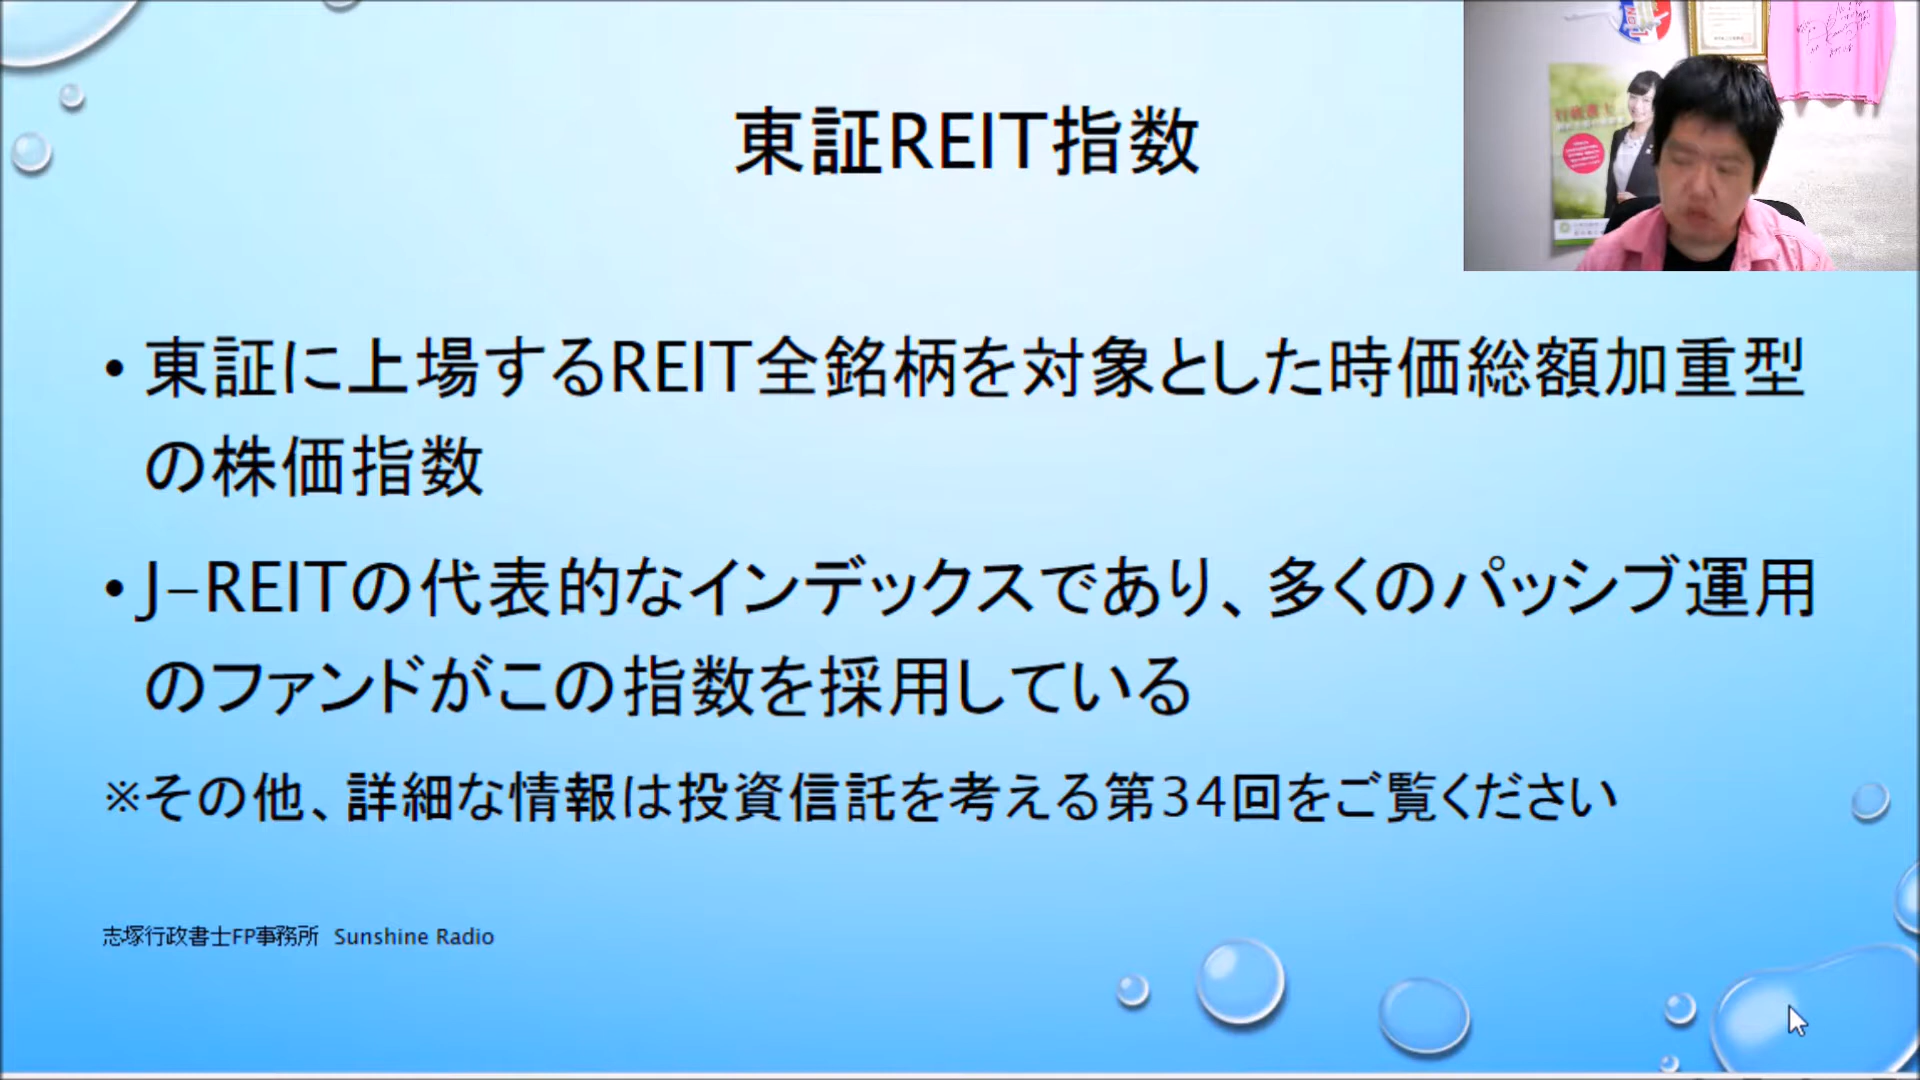 東証REIT指数
• 東証に上場するREIT全銘柄を対象とした時価総額加重型
の株価指数
• J-REITの代表的なインデックスであり、多くのパッシブ運用
のファンドがこの指数を採用している
※その他、詳細な情報は投資信託を考える第34回をご覧ください
志塚行政書士FP事務所 Sunshine Radio
行政書士